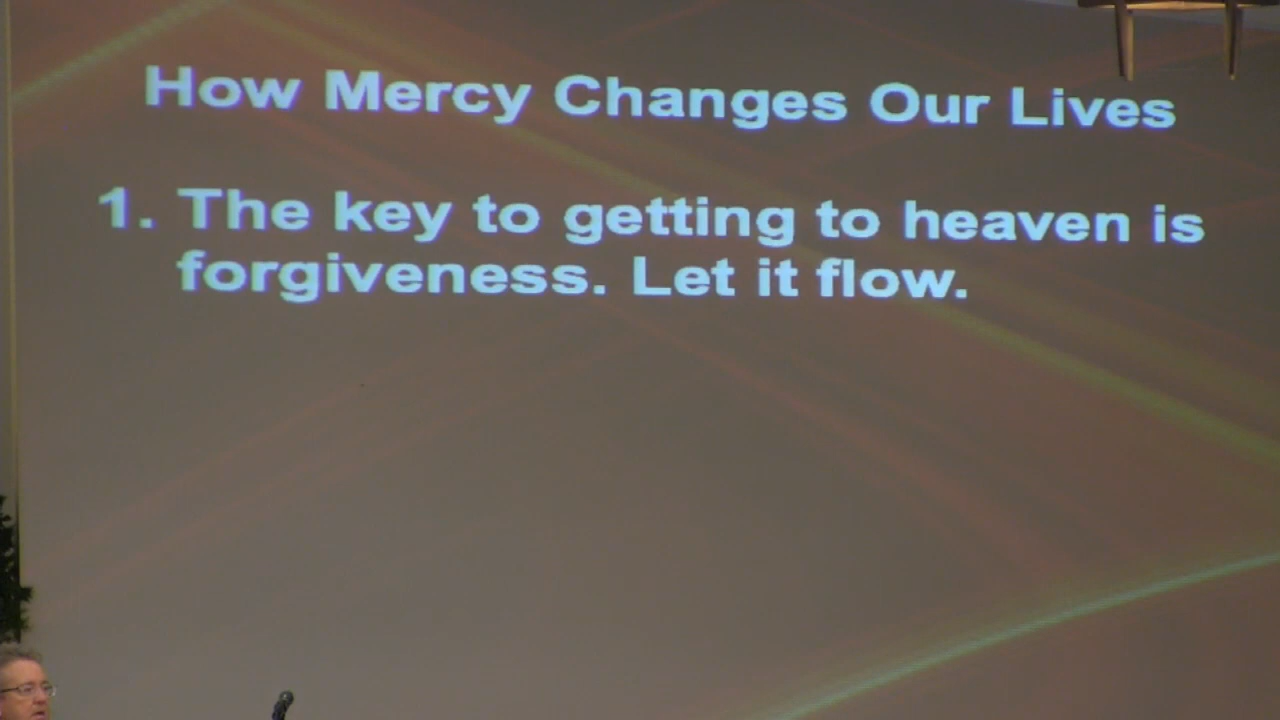 How Mercy Changes Our Lives
1. The key to getting to heaven is
forgiveness. Let it flow.